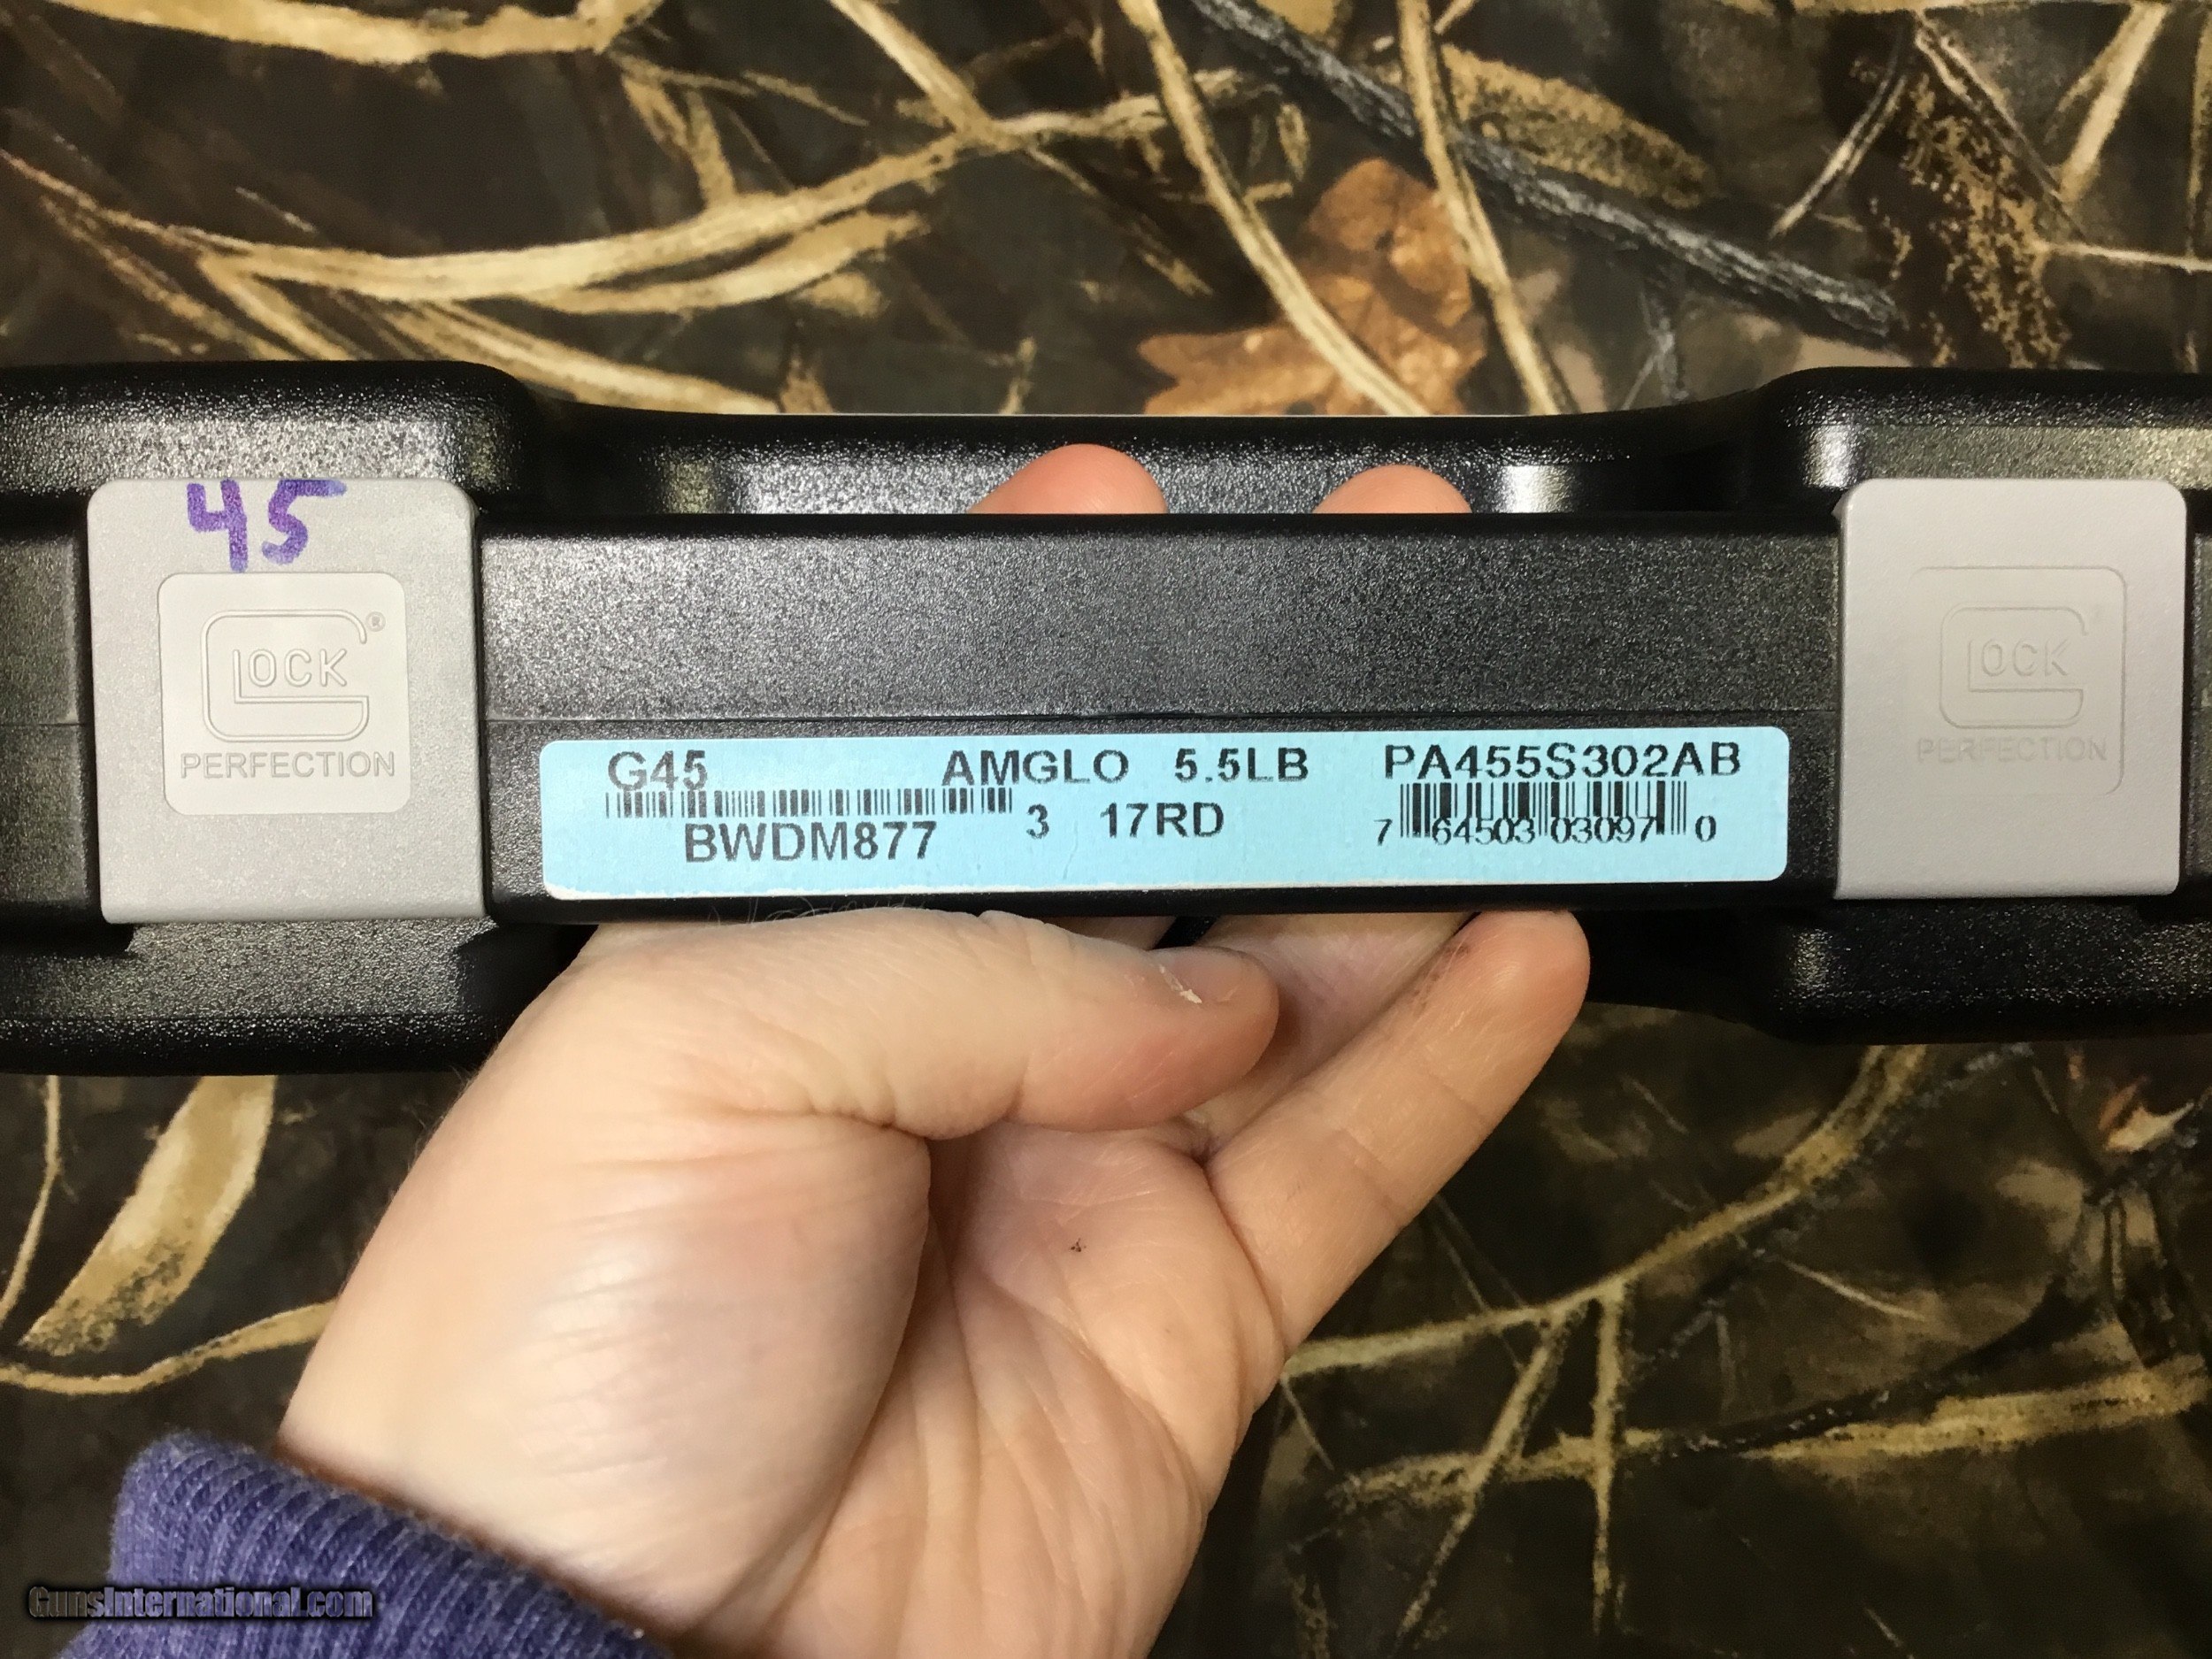 45
GLOCK®
PERFECTION
GLOCK
PERFECTION
G45 AMGLO 5.5LB PA455S302AB
BWDM877 3 17RD 7 64503 03097 0
GunsInternational.com